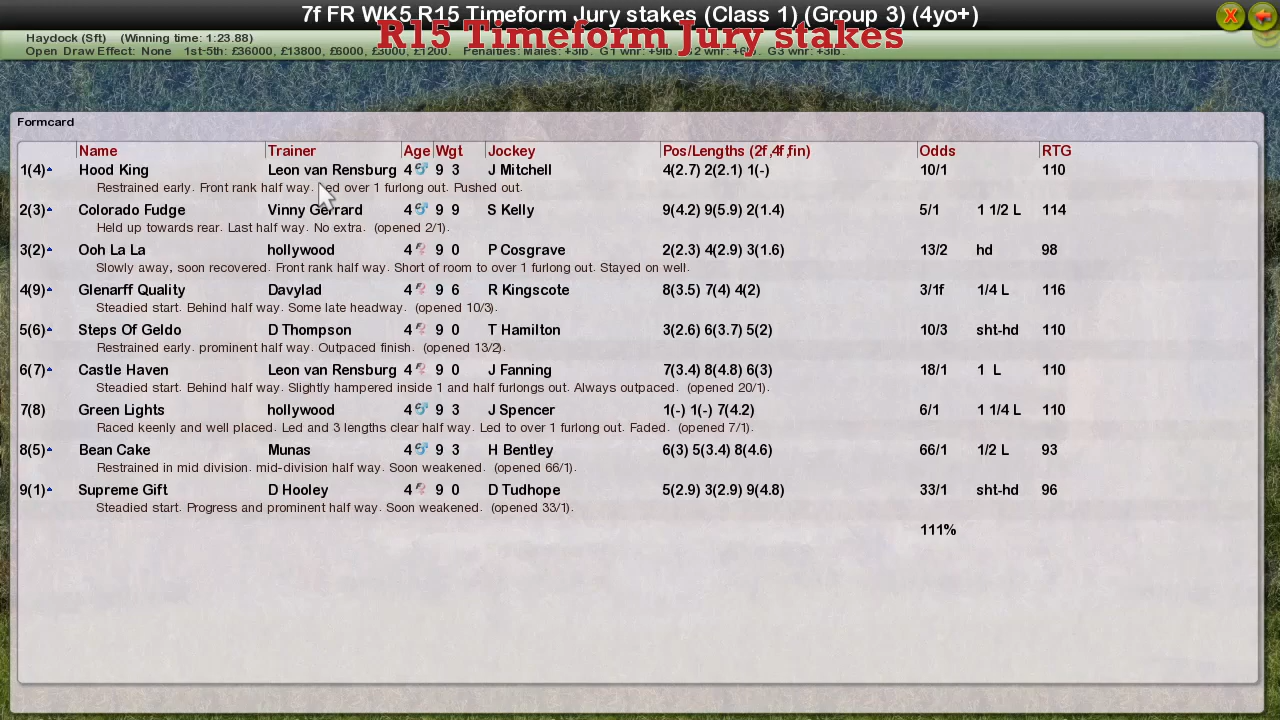 7f FR WK5 R15 Timeform Jury stakes (Class 1) (Group 3) (4yo+)
R15 Timeform Jury stakes
Haydock (Sft) (Winning time: 1:23.88)
Open Draw Effect: None 1st-5th: £36000, £13800, £6000, £3000, £1200. Penalties: Males: +3lb. G1 wnr: +9lb. G2 wnr: +6lb. G3 wnr: +3lb.
Formcard
Name Trainer Age Wgt Jockey Pos/Lengths (2f,4f,fin) Odds RTG
1(4) Hood King Leon van Rensburg 4 9 3 J Mitchell 4(2.7) 2(2.1) 1(-) 10/1 110
Restrained early. Front rank half way. Led over 1 furlong out. Pushed out.
2(3) Colorado Fudge Vinny Gerrard 4 9 9 S Kelly 9(4.2) 9(5.9) 2(1.4) 5/1 1 1/2 L 114
Held up towards rear. Last half way. No extra. (opened 2/1).
3(2) Ooh La La hollywood 4 9 0 P Cosgrave 2(2.3) 4(2.9) 3(1.6) 13/2 hd 98
Slowly away, soon recovered. Front rank half way. Short of room to over 1 furlong out. Stayed on well.
4(9) Glenarff Quality Davylad 4 9 6 R Kingscote 8(3.5) 7(4) 4(2) 3/1f 1/4 L 116
Steadied start. Behind half way. Some late headway. (opened 10/3).
5(6) Steps Of Geldo D Thompson 4 9 0 T Hamilton 3(2.6) 6(3.7) 5(2) 10/3 sht-hd 110
Restrained early. prominent half way. Outpaced finish. (opened 13/2).
6(7) Castle Haven Leon van Rensburg 4 9 0 J Fanning 7(3.4) 8(4.8) 6(3) 18/1 1 L 110
Steadied start. Behind half way. Slightly hampered inside 1 and half furlongs out. Always outpaced. (opened 20/1).
7(8) Green Lights hollywood 4 9 3 J Spencer 1(-) 1(-) 7(4.2) 6/1 1 1/4 L 110
Raced keenly and well placed. Led and 3 lengths clear half way. Led to over 1 furlong out. Faded. (opened 7/1).
8(5) Bean Cake Munas 4 9 3 H Bentley 6(3) 5(3.4) 8(4.6) 66/1 1/2 L 93
Restrained in mid division. mid-division half way. Soon weakened. (opened 66/1).
9(1) Supreme Gift D Hooley 4 9 0 D Tudhope 5(2.9) 3(2.9) 9(4.8) 33/1 sht-hd 96
Steadied start. Progress and prominent half way. Soon weakened. (opened 33/1).
111%